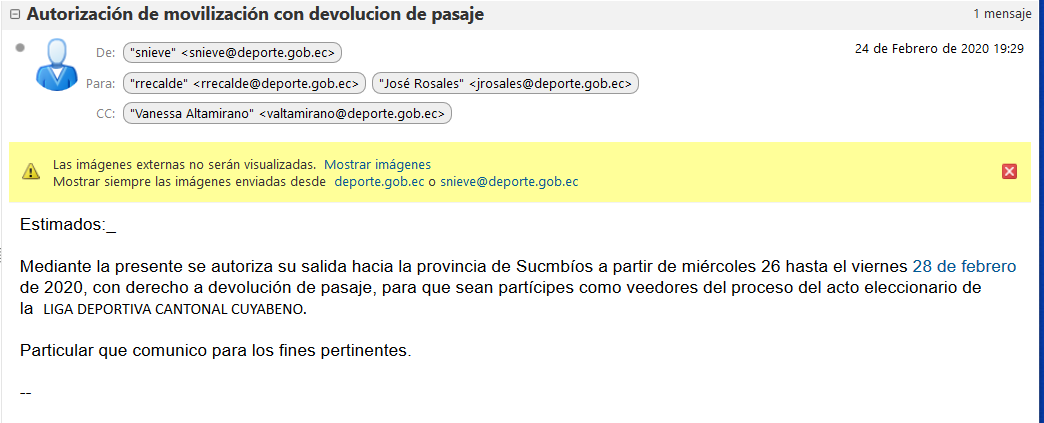 Autorización de movilización con devolucion de pasaje
1 mensaje
De: "snieve" <snieve@deporte.gob.ec>
24 de Febrero de 2020 19:29
Para: "rrecalde" <rrecalde@deporte.gob.ec> "José Rosales" <jrosales@deporte.gob.ec>
CC: "Vanessa Altamirano" <valtamirano@deporte.gob.ec>
Las imágenes externas no serán visualizadas. Mostrar imágenes
Mostrar siempre las imágenes enviadas desde deporte.gob.ec o snieve@deporte.gob.ec
Estimados:_
Mediante la presente se autoriza su salida hacia la provincia de Sucmbíos a partir de miércoles 26 hasta el viernes 28 de febrero
de 2020, con derecho a devolución de pasaje, para que sean partícipes como veedores del proceso del acto eleccionario de
la LIGA DEPORTIVA CANTONAL CUYABENO.
Particular que comunico para los fines pertinentes.
--